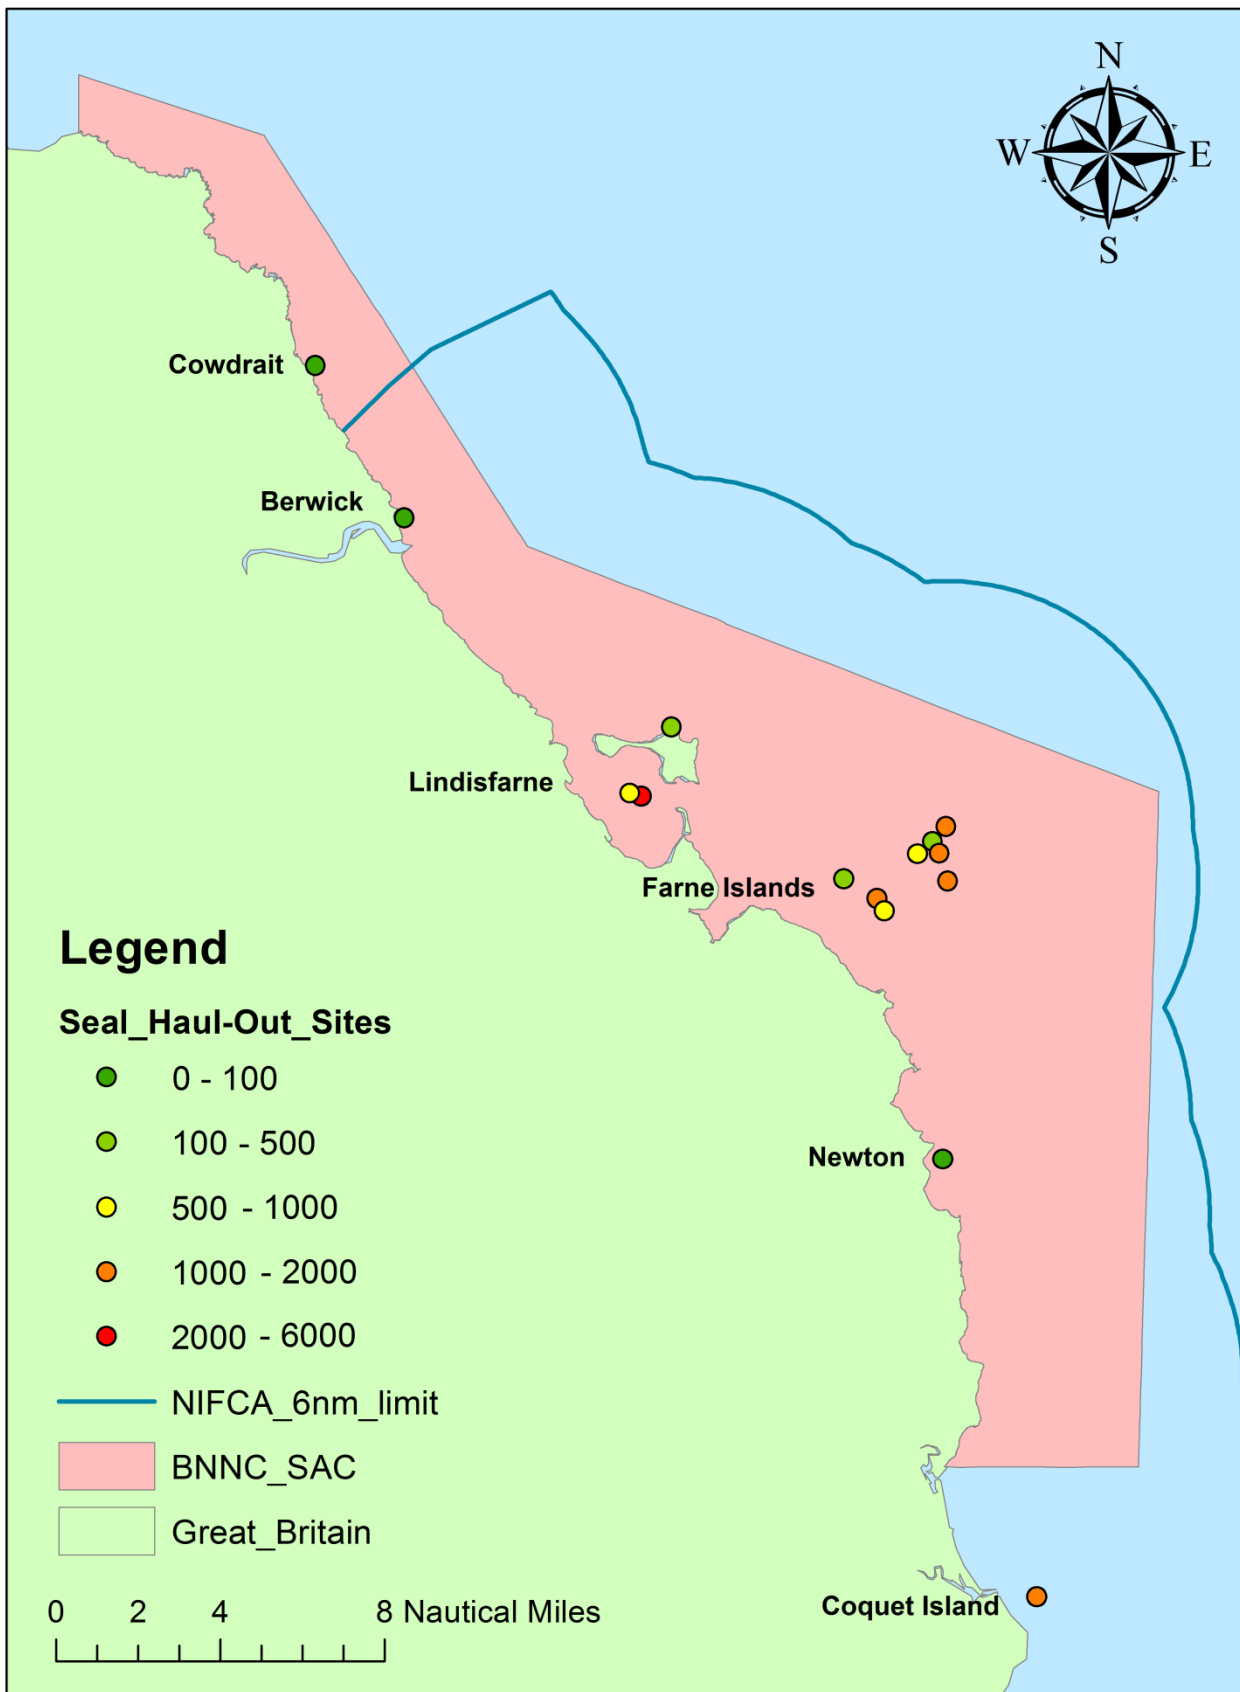 N
W E
S
Cowdrait
Berwick
Lindisfarne
Farne Islands
Newton
Coquet Island
Legend
Seal_Haul-Out_Sites
0 - 100
100 - 500
500 - 1000
1000 - 2000
2000 - 6000
NIFCA_6nm_limit
BNNC_SAC
Great_Britain
0 2 4 8 Nautical Miles